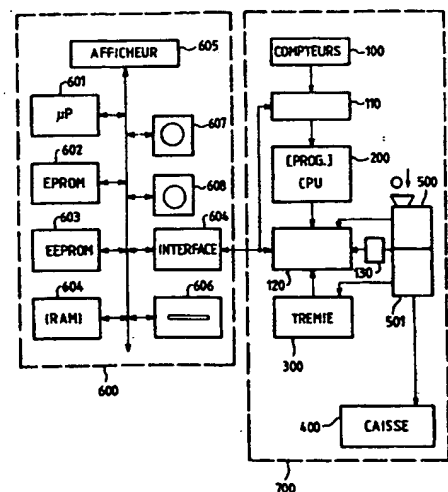 AFFICHEUR
605
601
µP
607
602
EPROM
608
603
EEPROM
604
INTERFACE
604
(RAM)
606
600
COMPTEURS
100
110
[PROG.]
CPU
200
500
130
120
501
TREMIE
300
400
CAISSE
700